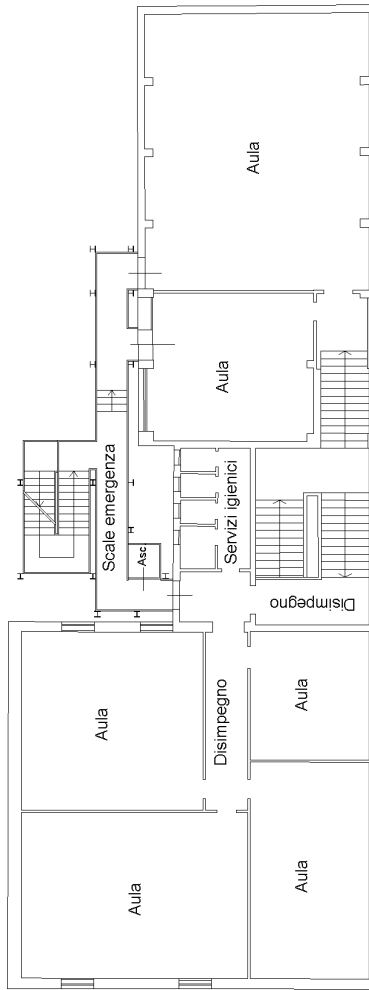 Aula
Aula
Scale emergenza
Asc
Servizi igienici
Disimpegno
Aula
Disimpegno
Aula
Aula
Aula